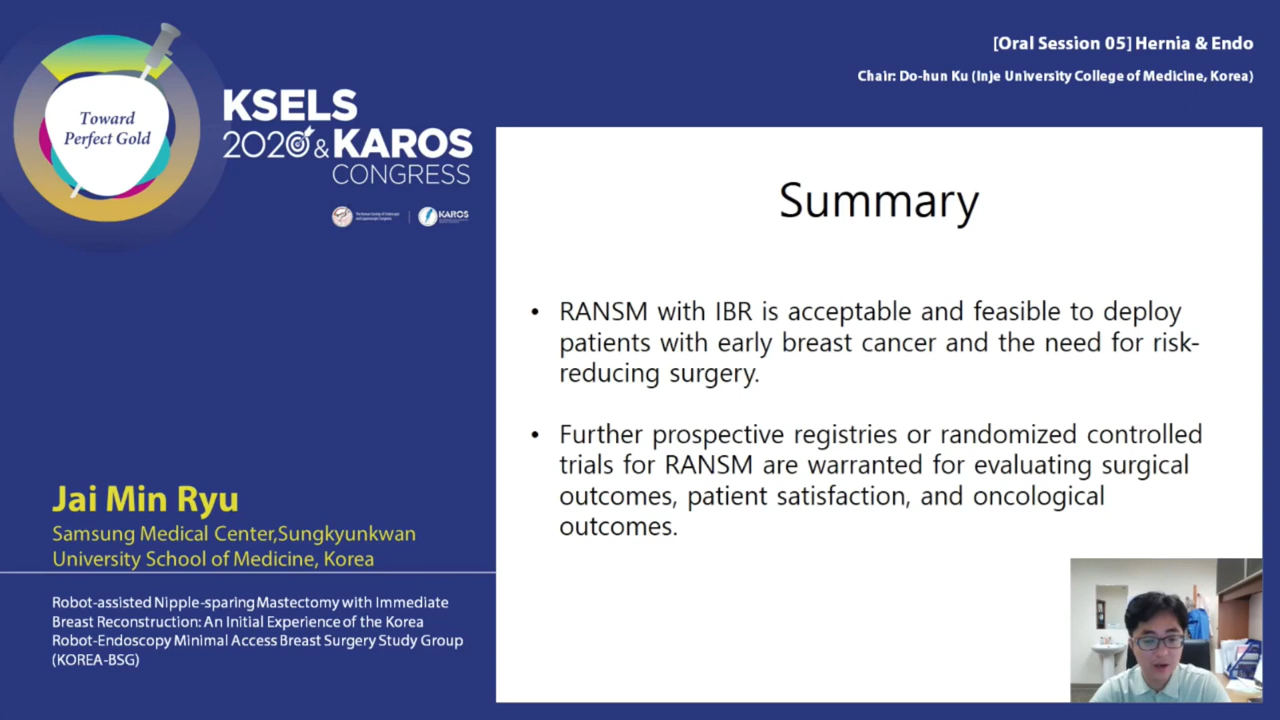 [Oral Session 05] Hernia & Endo
Chair: Do-hun Ku (Inje University College of Medicine, Korea)
Toward
Perfect Gold
KSELS
2020 & KAROS
CONGRESS
KAROS
Summary
• RANSM with IBR is acceptable and feasible to deploy
patients with early breast cancer and the need for risk-
reducing surgery.
• Further prospective registries or randomized controlled
trials for RANSM are warranted for evaluating surgical
outcomes, patient satisfaction, and oncological
outcomes.
Jai Min Ryu
Samsung Medical Center,Sungkyunkwan
University School of Medicine, Korea
Robot-assisted Nipple-sparing Mastectomy with Immediate
Breast Reconstruction: An Initial Experience of the Korea
Robot-Endoscopy Minimal Access Breast Surgery Study Group
(KOREA-BSG)